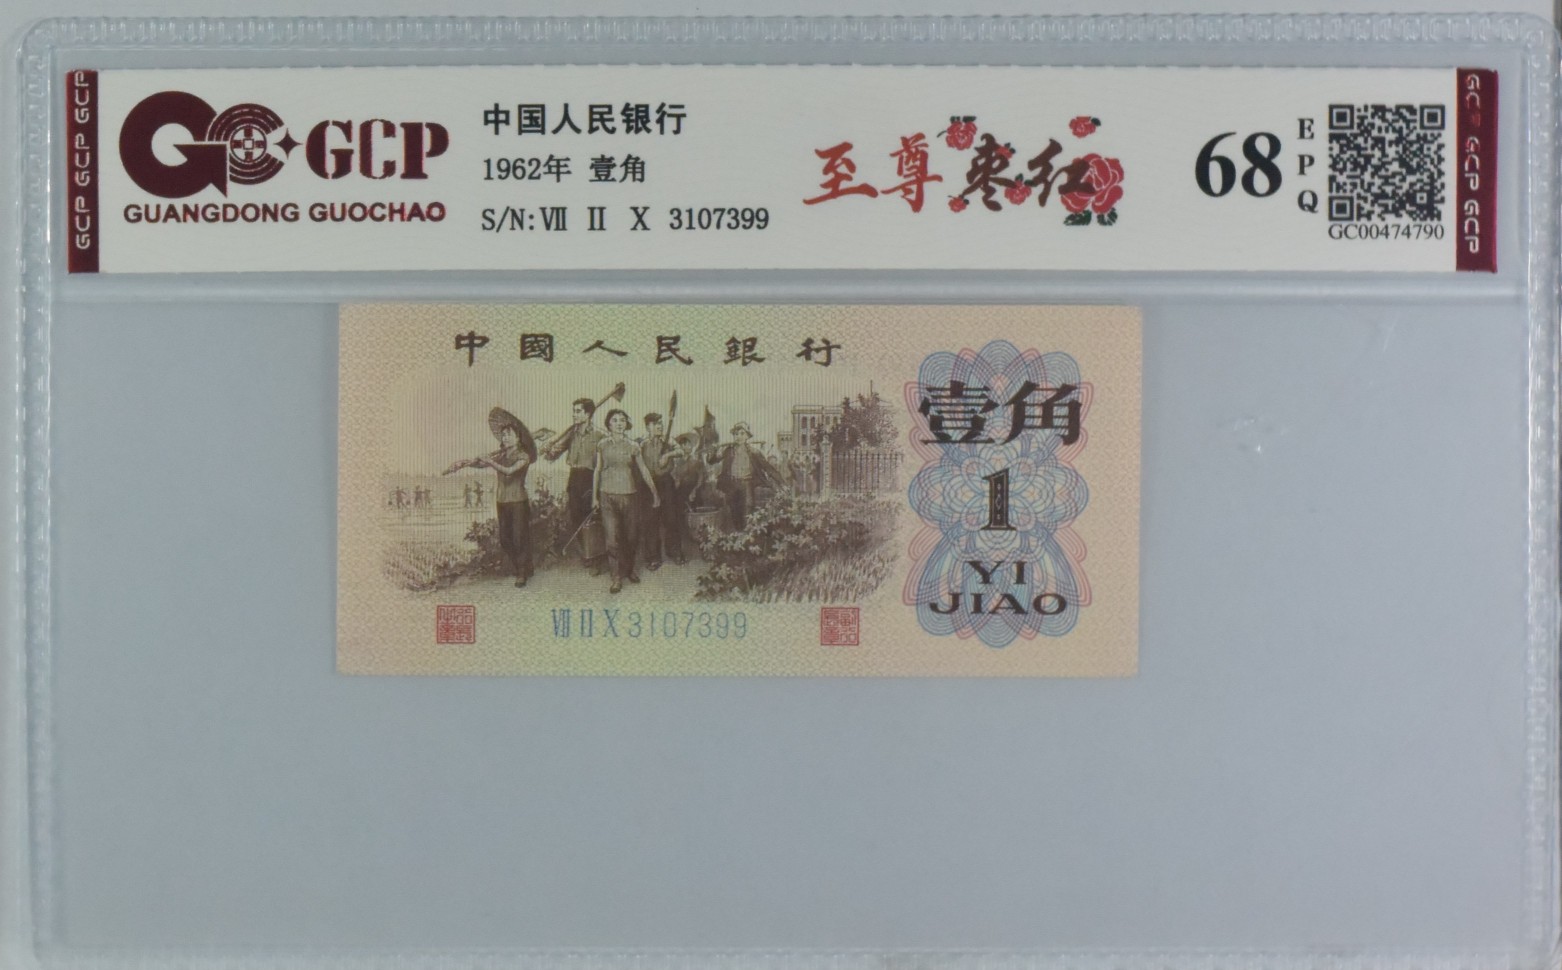 GCP GCP GCP
GCP
GUANGDONG GUOCHAO
中国人民银行
1962年 壹角
S/N:Ⅶ Ⅱ Ⅹ 3107399
至尊枣红
68
EPQ
GC00474790
GCP GCP GCP
中國人民銀行
壹角
1
YI
JIAO
Ⅶ Ⅱ Ⅹ 3107399